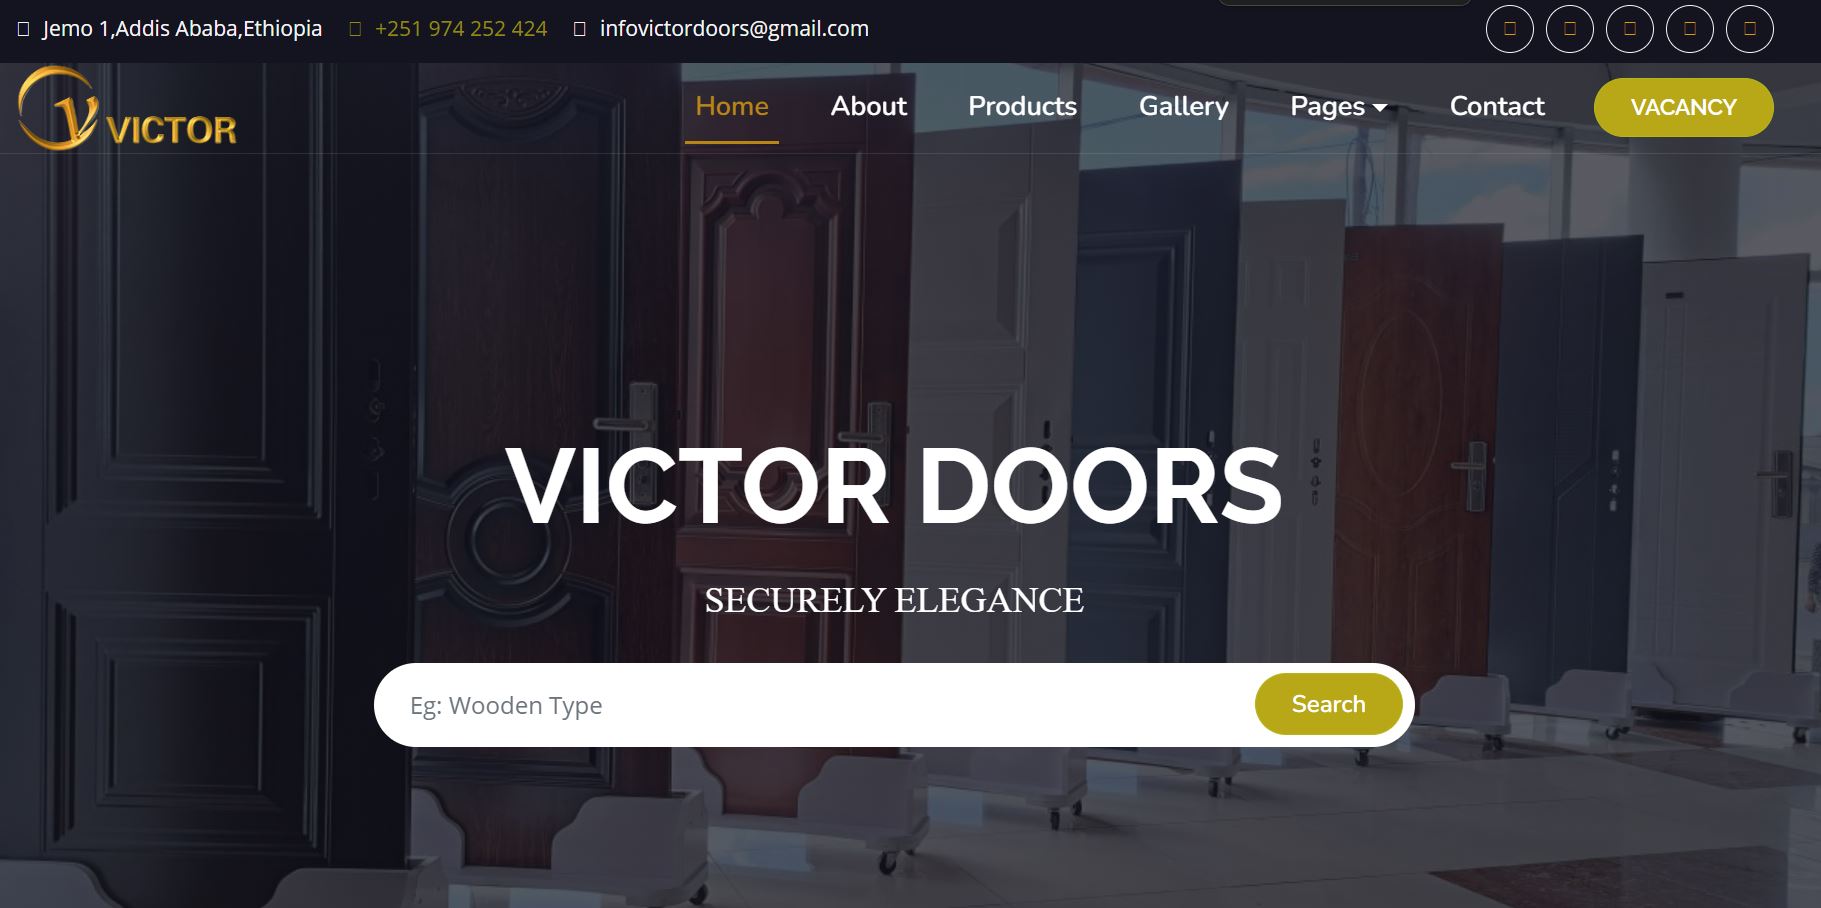 Jemo 1,Addis Ababa,Ethiopia +251 974 252 424 infovictordoors@gmail.com
VICTOR
Home About Products Gallery Pages Contact VACANCY
VICTOR DOORS
SECURELY ELEGANCE
Eg: Wooden Type Search